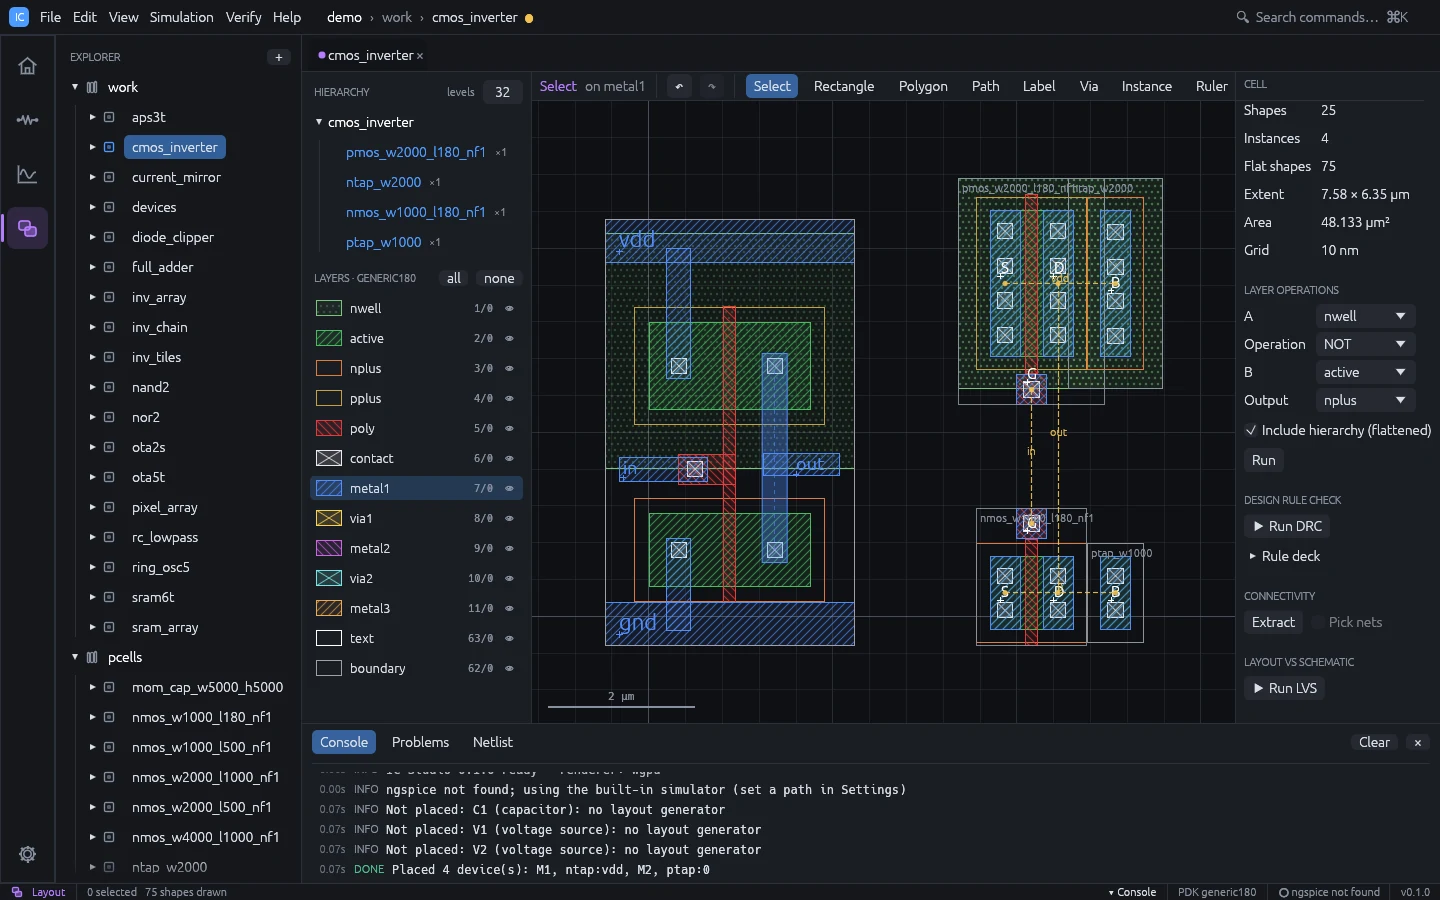 IC File Edit View Simulation Verify Help demo › work › cmos_inverter Search commands... ⌘K
EXPLORER +
work
aps3t
cmos_inverter
current_mirror
devices
diode_clipper
full_adder
inv_array
inv_chain
inv_tiles
nand2
nor2
ota2s
ota5t
pixel_array
rc_lowpass
ring_osc5
sram6t
sram_array
pcells
mom_cap_w5000_h5000
nmos_w1000_l180_nf1
nmos_w1000_l500_nf1
nmos_w2000_l1000_nf1
nmos_w2000_l500_nf1
nmos_w4000_l1000_nf1
ntap_w2000
cmos_inverter ×
HIERARCHY levels 32
cmos_inverter
pmos_w2000_l180_nf1 ×1
ntap_w2000 ×1
nmos_w1000_l180_nf1 ×1
ptap_w1000 ×1
LAYERS · GENERIC180 all none
nwell 1/0
active 2/0
nplus 3/0
pplus 4/0
poly 5/0
contact 6/0
metal1 7/0
via1 8/0
metal2 9/0
via2 10/0
metal3 11/0
text 63/0
boundary 62/0
Select on metal1 Select Rectangle Polygon Path Label Via Instance Ruler
vdd
in
out
gnd
2 µm
ntap_w2000
S D B
G
out
in
ptap_w1000
S D B
CELL
Shapes 25
Instances 4
Flat shapes 75
Extent 7.58 × 6.35 µm
Area 48.133 µm²
Grid 10 nm
LAYER OPERATIONS
A nwell
Operation NOT
B active
Output nplus
Include hierarchy (flattened)
Run
DESIGN RULE CHECK
Run DRC
Rule deck
CONNECTIVITY
Extract Pick nets
LAYOUT VS SCHEMATIC
Run LVS
Console Problems Netlist Clear ×
0.00s INFO ngspice not found; using the built-in simulator (set a path in Settings)
0.07s INFO Not placed: C1 (capacitor): no layout generator
0.07s INFO Not placed: V1 (voltage source): no layout generator
0.07s INFO Not placed: V2 (voltage source): no layout generator
0.07s DONE Placed 4 device(s): M1, ntap:vdd, M2, ptap:0
Layout 0 selected 75 shapes drawn Console PDK generic180 ngspice not found v0.1.0